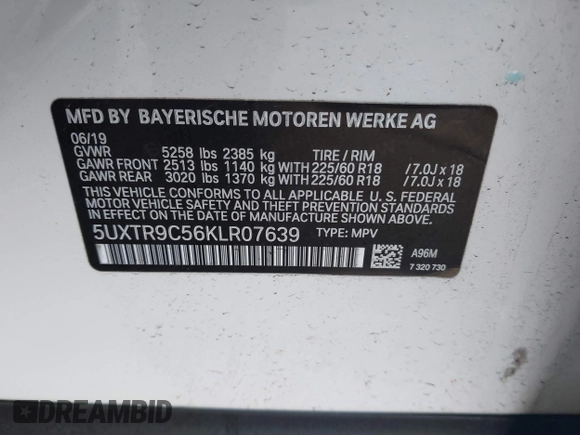 MFD BY BAYERISCHE MOTOREN WERKE AG
06/19
GVWR 5258 lbs 2385 kg TIRE / RIM
GAWR FRONT 2513 lbs 1140 kg WITH 225/60 R18 / 7.0J x 18
GAWR REAR 3020 lbs 1370 kg WITH 225/60 R18 / 7.0J x 18
THIS VEHICLE CONFORMS TO ALL APPLICABLE U. S. FEDERAL
MOTOR VEHICLE SAFETY, BUMPER, AND THEFT PREVENTION
STANDARDS IN EFFECT ON THE DATE OF MANUFACTURE SHOWN
ABOVE.
5UXTR9C56KLR07639 TYPE: MPV
A96M
7 320 730
DREAMBID